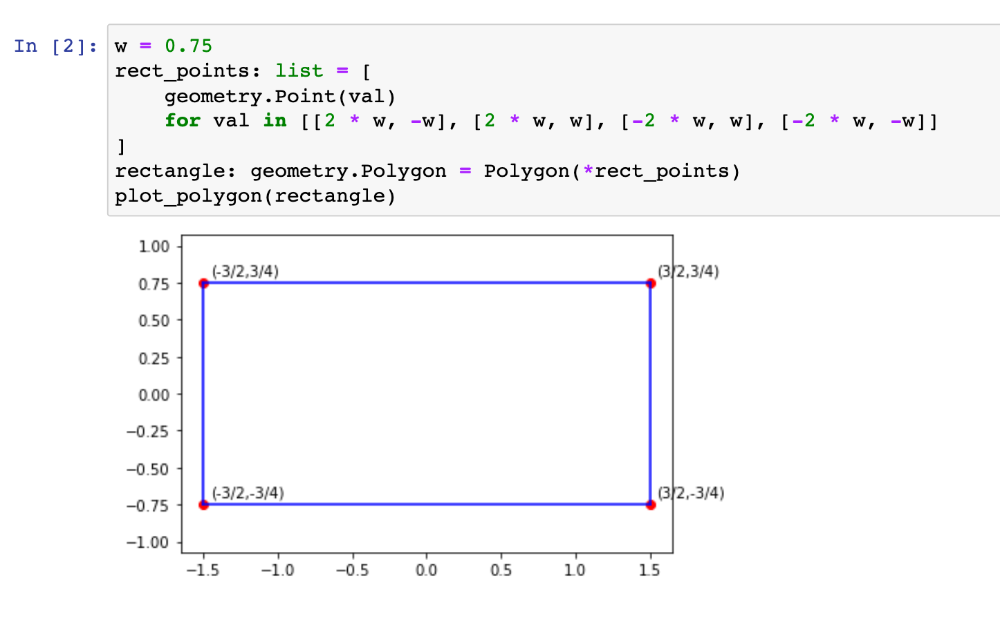 In [2]: w = 0.75
rect_points: list = [
    geometry.Point(val)
    for val in [[2 * w, -w], [2 * w, w], [-2 * w, w], [-2 * w, -w]]
]
rectangle: geometry.Polygon = Polygon(*rect_points)
plot_polygon(rectangle)
1.00
(-3/2,3/4) (3/2,3/4)
0.75
0.50
0.25
0.00
−0.25
−0.50
(-3/2,-3/4) (3/2,-3/4)
−0.75
−1.00
−1.5 −1.0 −0.5 0.0 0.5 1.0 1.5